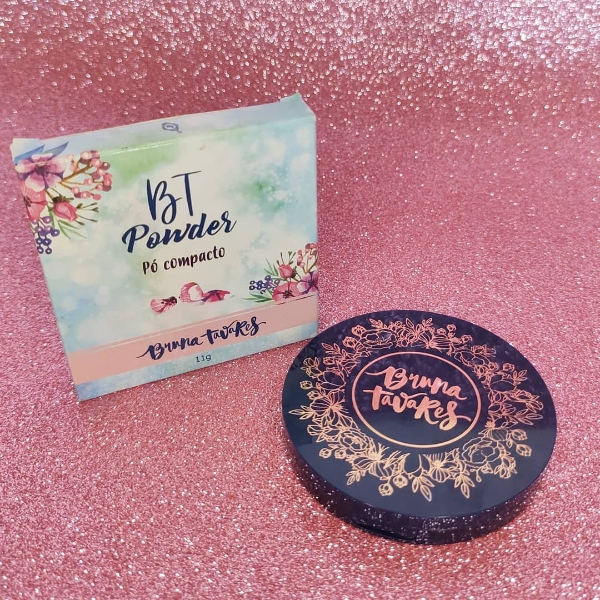 BT
Powder
Pó compacto
Bruna Tavares
11g
Bruna
Tavares